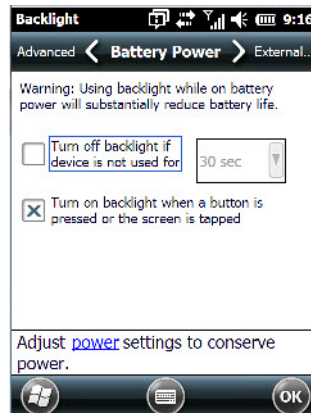 Backlight 9:16
Advanced Battery Power External..
Warning: Using backlight while on battery
power will substantially reduce battery life.
Turn off backlight if
device is not used for
30 sec
Turn on backlight when a button is
pressed or the screen is tapped
Adjust power settings to conserve
power.
OK